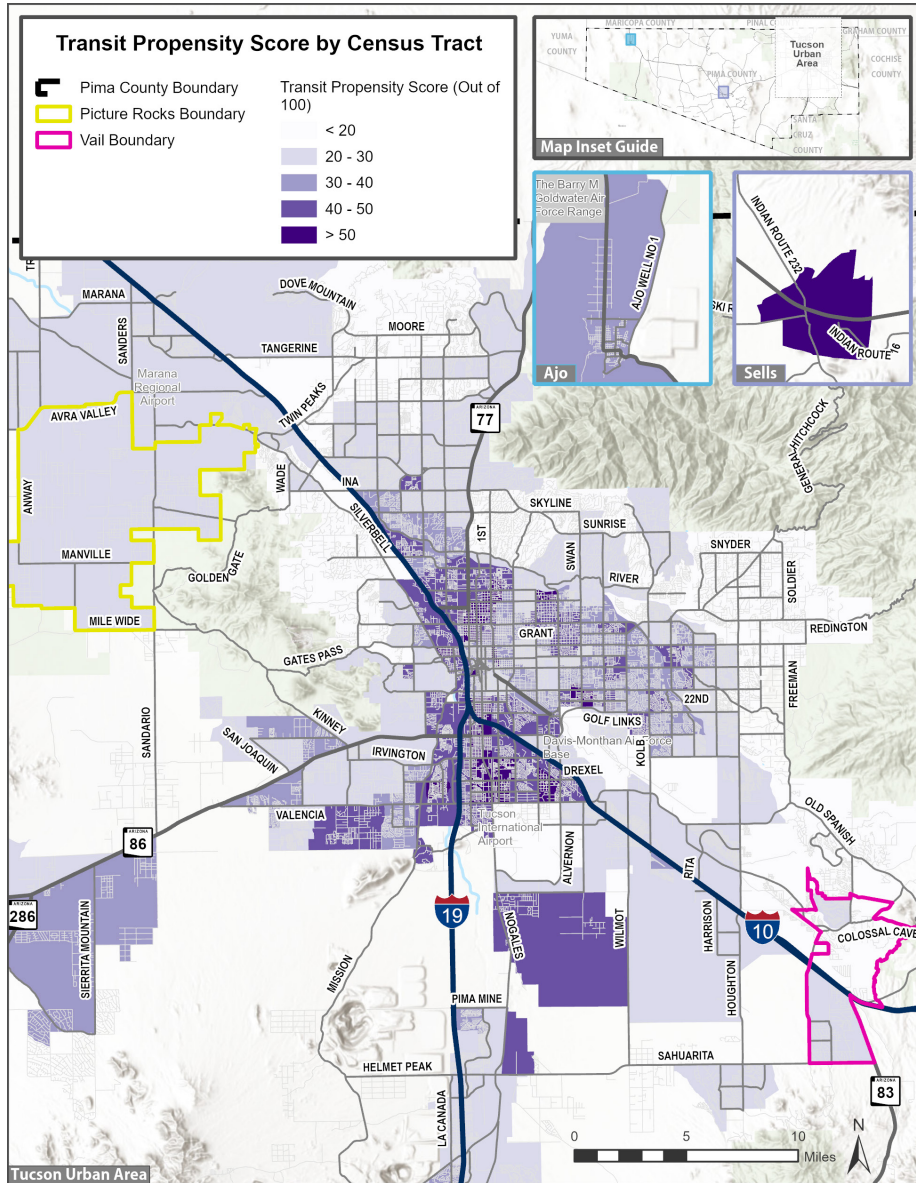 Transit Propensity Score by Census Tract
Pima County Boundary
Picture Rocks Boundary
Vail Boundary
Transit Propensity Score (Out of
100)
< 20
20 - 30
30 - 40
40 - 50
> 50
MARICOPA COUNTY
PINAL
GRAHAM COUNTY
YUMA
COUNTY
Tucson
Urban
Area
COCHISE
COUNTY
PIMA COUNTY
SANTA
CRUZ
COUNTY
Map Inset Guide
The Barry M
Goldwater Air
Force Range
AJO WELL NO.1
Ajo
INDIAN ROUTE 232
INDIAN ROUTE 16
Sells
SKI R
TR
MARANA
SANDERS
DOVE MOUNTAIN
MOORE
TANGERINE
Marana
Regional
Airport
AVRA VALLEY
TWIN PEAKS
ARIZONA
77
GENERAL HITCHCOCK
ANWAY
WADE
INA
SILVERBELL
1ST
SKYLINE
SUNRISE
SWAN
SNYDER
SOLDIER
MANVILLE
GOLDEN GATE
RIVER
MILE WIDE
GRANT
REDINGTON
GATES PASS
FREEMAN
22ND
KINNEY
GOLF LINKS
SANDARIO
SAN JOAQUIN
IRVINGTON
Davis-Monthan Air Force
Base
KOLB
DREXEL
VALENCIA
Tucson
International
Airport
OLD SPANISH
ARIZONA
86
ALVERNON
RITA
ARIZONA
286
SIERRITA MOUNTAIN
19
NOGALES
WILMOT
HARRISON
10
COLOSSAL CAVE
MISSION
HOUGHTON
PIMA MINE
HELMET PEAK
SAHUARITA
LA CANADA
ARIZONA
83
N
0 5 10
Miles
Tucson Urban Area